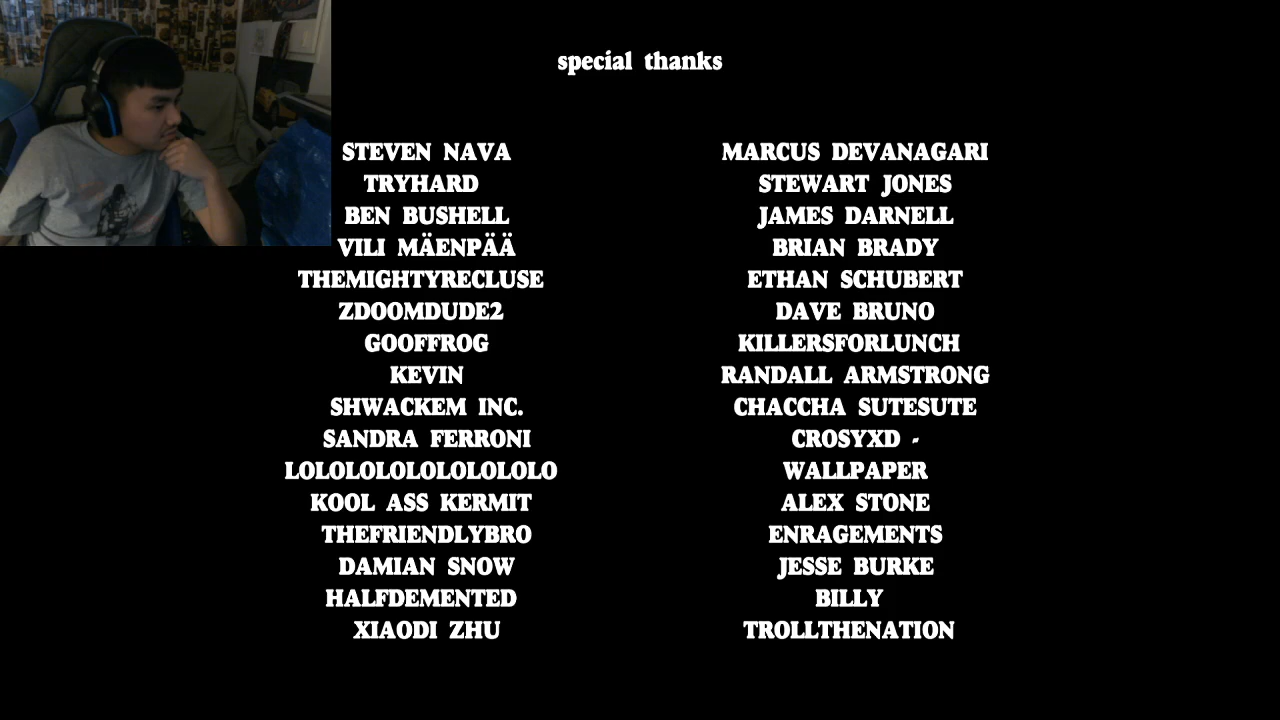 special thanks
STEVEN NAVA
TRYHARD
BEN BUSHELL
VILI MÄENPÄÄ
THEMIGHTYRECLUSE
ZDOOMDUDE2
GOOFFROG
KEVIN
SHWACKEM INC.
SANDRA FERRONI
LOLOLOLOLOLOLOLOLO
KOOL ASS KERMIT
THEFRIENDLYBRO
DAMIAN SNOW
HALFDEMENTED
XIAODI ZHU
MARCUS DEVANAGARI
STEWART JONES
JAMES DARNELL
BRIAN BRADY
ETHAN SCHUBERT
DAVE BRUNO
KILLERSFORLUNCH
RANDALL ARMSTRONG
CHACCHA SUTESUTE
CROSYXD -
WALLPAPER
ALEX STONE
ENRAGEMENTS
JESSE BURKE
BILLY
TROLLTHENATION